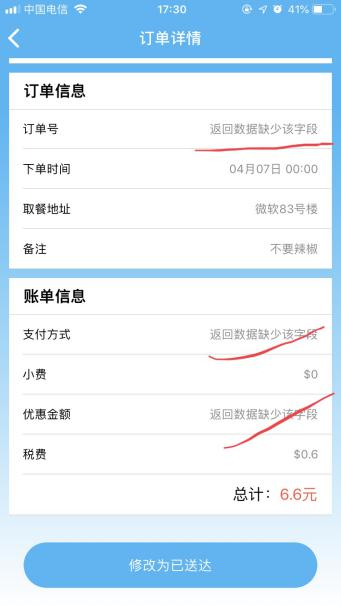 中国电信 17:30 41%
订单详情
订单信息
订单号 返回数据缺少该字段
下单时间 04月07日 00:00
取餐地址 微软83号楼
备注 不要辣椒
账单信息
支付方式 返回数据缺少该字段
小费 $0
优惠金额 返回数据缺少该字段
税费 $0.6
总计：6.6元
修改为已送达